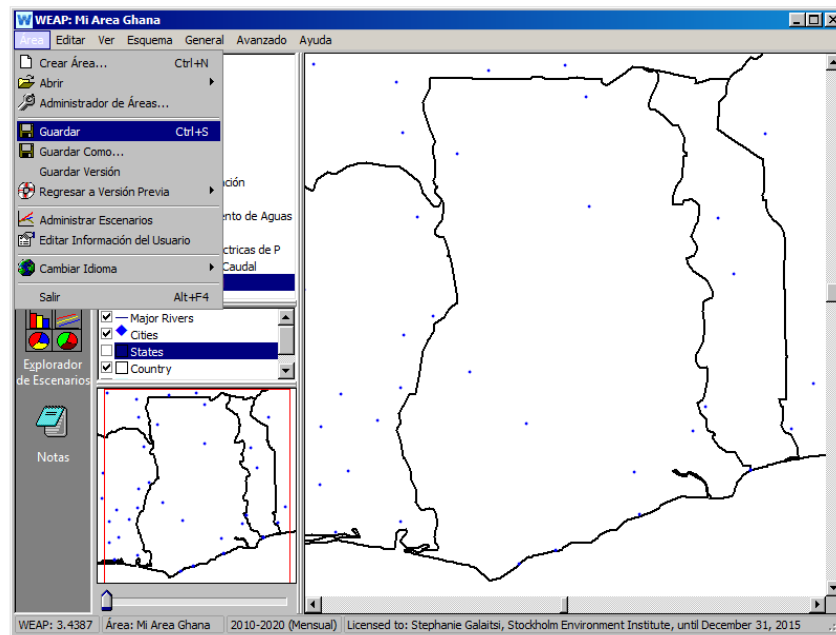 WEAP: Mi Area Ghana
Área Editar Ver Esquema General Avanzado Ayuda
Crear Área... Ctrl+N
Abrir
Administrador de Áreas...
Guardar Ctrl+S
Guardar Como...
Guardar Versión
Regresar a Versión Previa
Administrar Escenarios
Editar Información del Usuario
Cambiar Idioma
Salir Alt+F4
ción
nto de Aguas
ctricas de P
Caudal
Major Rivers
Cities
States
Country
Explorador
de Escenarios
Notas
WEAP: 3.4387 Área: Mi Area Ghana 2010-2020 (Mensual) Licensed to: Stephanie Galaitsi, Stockholm Environment Institute, until December 31, 2015